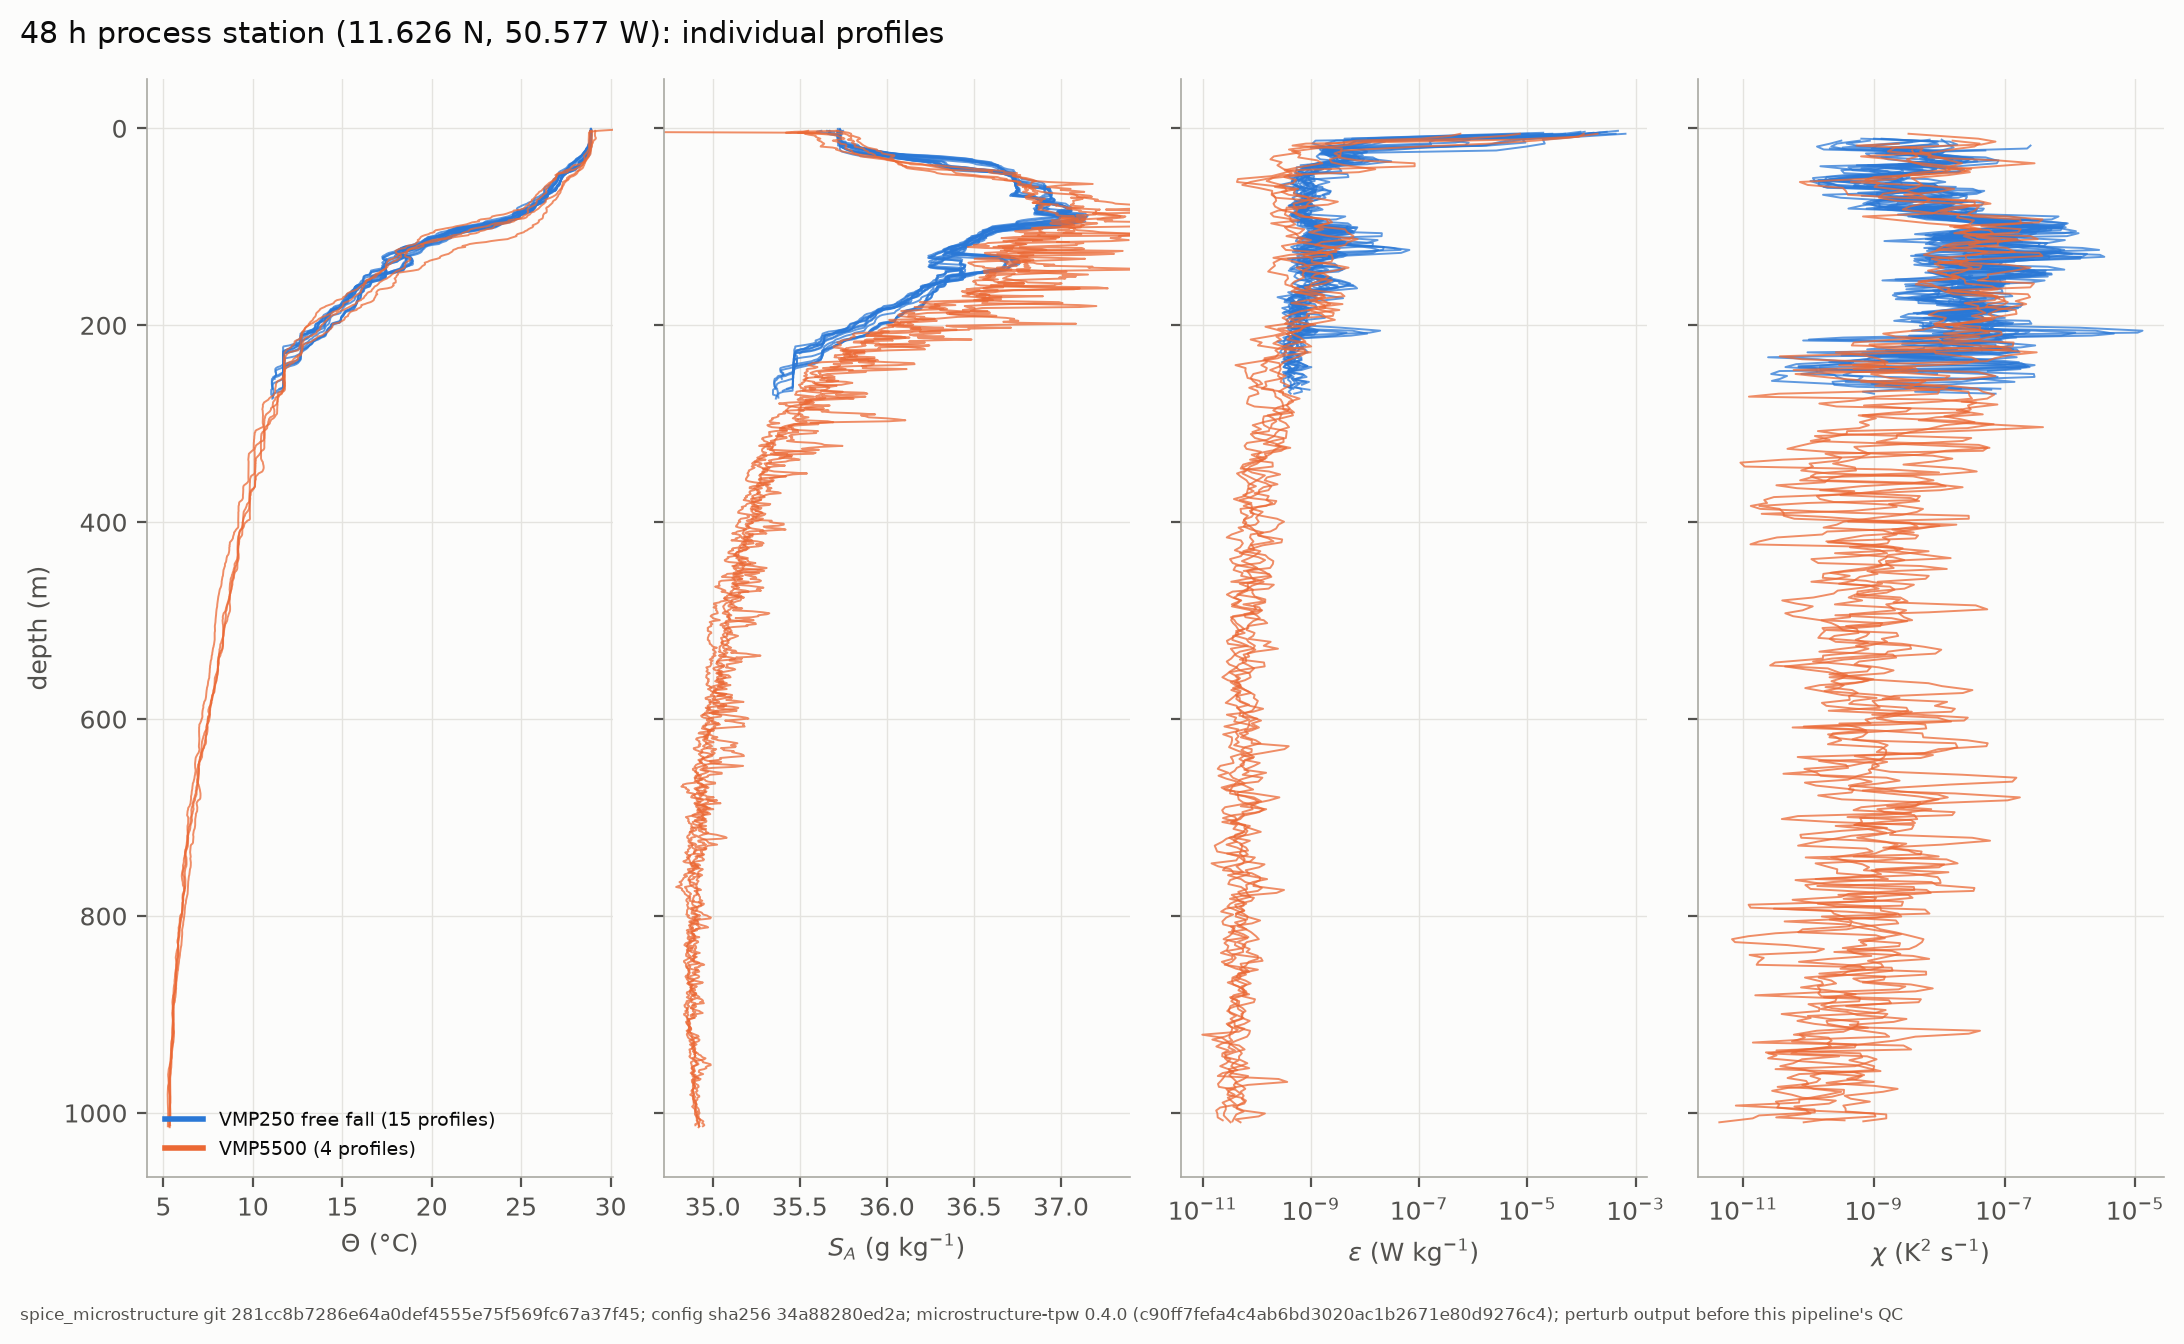 48 h process station (11.626 N, 50.577 W): individual profiles
depth (m)
0
200
400
600
800
1000
VMP250 free fall (15 profiles)
VMP5500 (4 profiles)
5 10 15 20 25 30
Θ (°C)
35.0 35.5 36.0 36.5 37.0
S_A (g kg⁻¹)
10⁻¹¹ 10⁻⁹ 10⁻⁷ 10⁻⁵ 10⁻³
ε (W kg⁻¹)
10⁻¹¹ 10⁻⁹ 10⁻⁷ 10⁻⁵
χ (K² s⁻¹)
spice_microstructure git 281cc8b7286e64a0def4555e75f569fc67a37f45; config sha256 34a88280ed2a; microstructure-tpw 0.4.0 (c90ff7fefa4c4ab6bd3020ac1b2671e80d9276c4); perturb output before this pipeline's QC